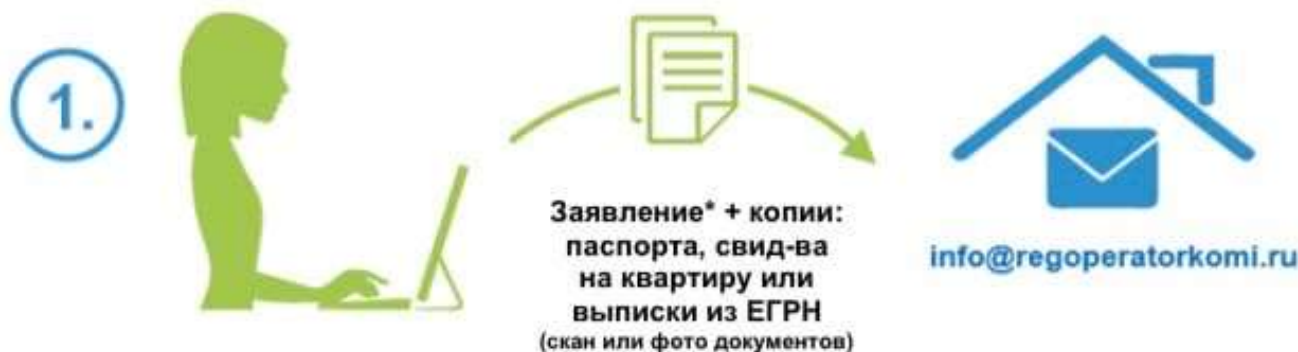 1.
Заявление* + копии:
паспорта, свид-ва
на квартиру или
выписки из ЕГРН
(скан или фото документов)
info@regoperatorkomi.ru